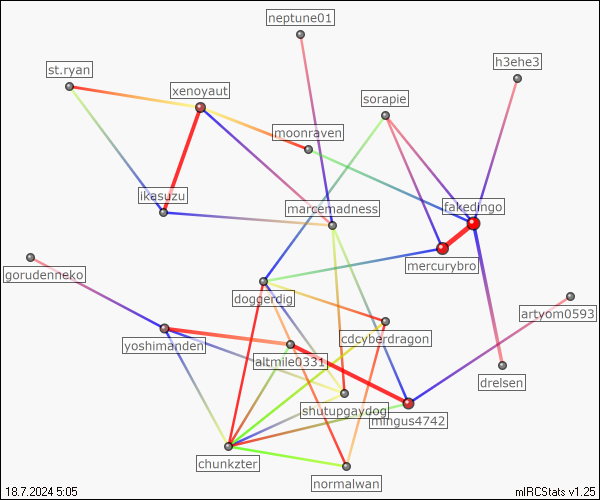 neptune01
h3ehe3
st.ryan
xenoyaut
sorapie
moonraven
ikasuzu
marcemadness
fakedingo
mercurybro
gorudenneko
doggerdig
artyom0593
cdcyberdragon
yoshimanden
altmile0331
drelsen
shutupgaydog
mingus4742
chunkzter
normalwan
18.7.2024 5:05
mIRCStats v1.25